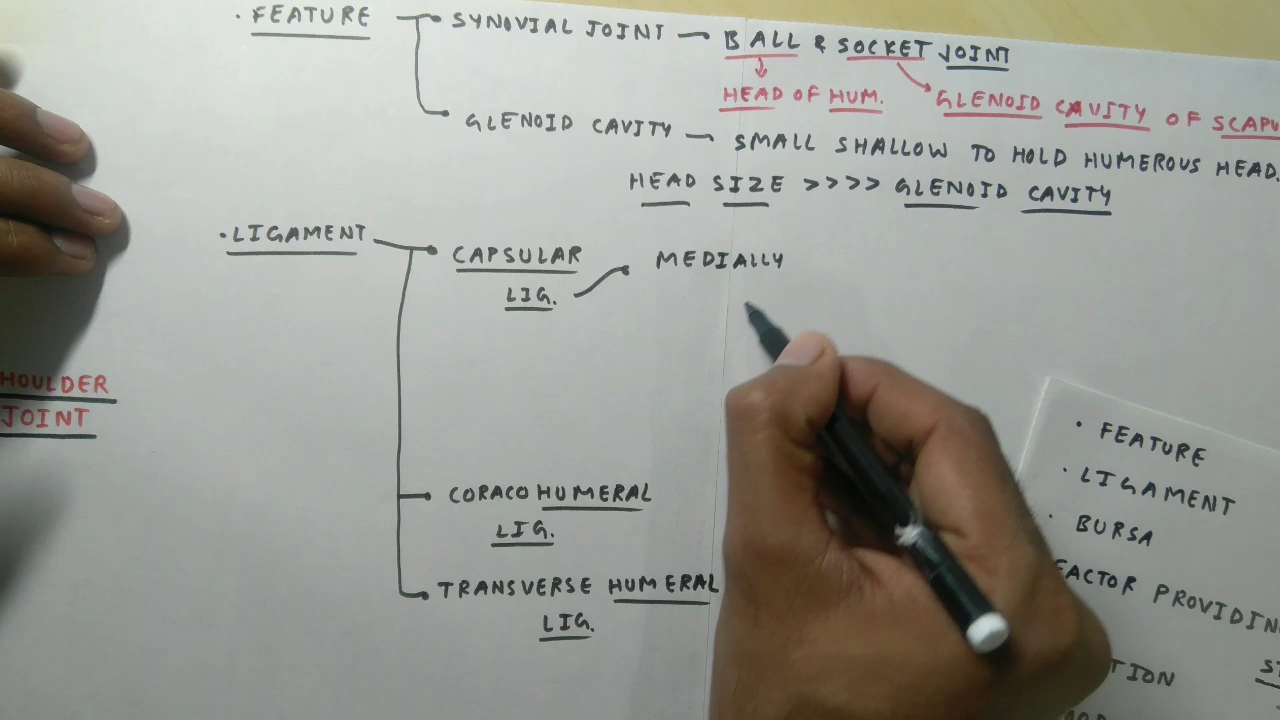 . FEATURE
SYNOVIAL JOINT — BALL & SOCKET JOINT
HEAD OF HUM. GLENOID CAVITY OF SCAPU
GLENOID CAVITY — SMALL SHALLOW TO HOLD HUMEROUS HEAD.
HEAD SIZE >>>> GLENOID CAVITY
. LIGAMENT
CAPSULAR LIG.
MEDIALLY
CORACOHUMERAL LIG.
TRANSVERSE HUMERAL LIG.
HOULDER
JOINT
. FEATURE
. LIGAMENT
. BURSA
FACTOR PROVIDIN
TION
ST